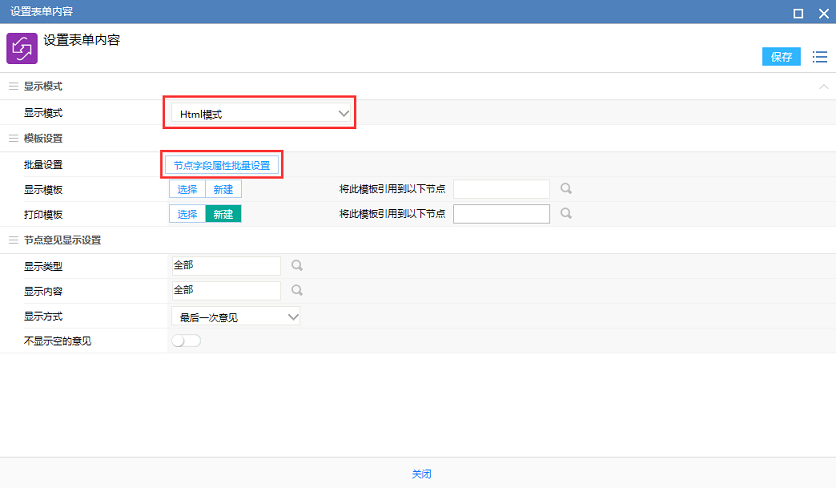 设置表单内容
设置表单内容
保存
显示模式
显示模式 Html模式
模板设置
批量设置 节点字段属性批量设置
显示模板 选择 新建 将此模板引用到以下节点
打印模板 选择 新建 将此模板引用到以下节点
节点意见显示设置
显示类型 全部
显示内容 全部
显示方式 最后一次意见
不显示空的意见
关闭